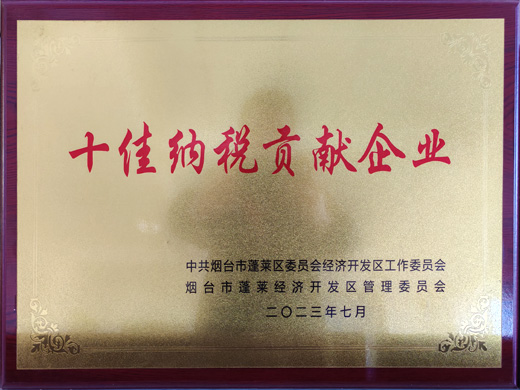 十佳纳税贡献企业
中共烟台市蓬莱区委员会经济开发区工作委员会
烟台市蓬莱经济开发区管理委员会
二〇二三年七月